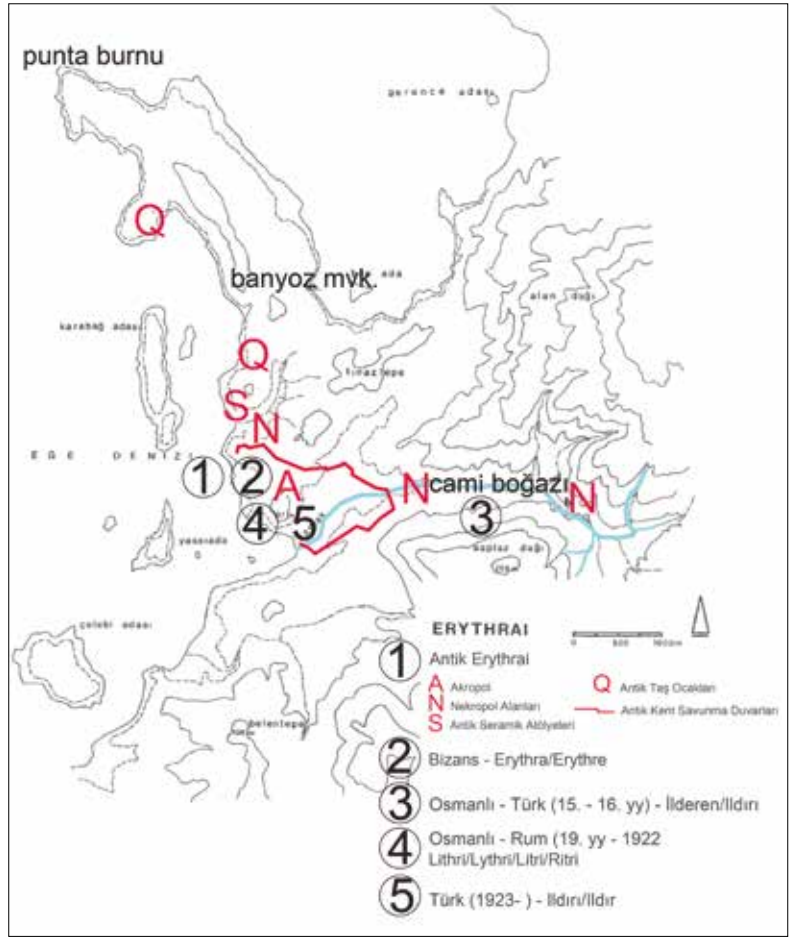 punta burnu
gerence adası
Q
banyoz mvk.
ada
alan dağı
karabağ adası
Q
fınaztepe
S
N
EGE DENİZİ
1
2
A
N
cami boğazı
N
4
5
3
yassıada
çelebi adası
belentepe
ERYTHRAI
0
1 Antik Erythrai
A Akropol
N Nekropol Alanları
S Antik Seramik Atölyeleri
Q Antik Taş Ocakları
Antik Kent Savunma Duvarları
2 Bizans - Erythra/Erythre
3 Osmanlı - Türk (15. - 16. yy) - İlderen/Ildırı
4 Osmanlı - Rum (19. yy - 1922
Lithri/Lythri/Litri/Ritri
5 Türk (1923- ) - Ildırı/Ildır